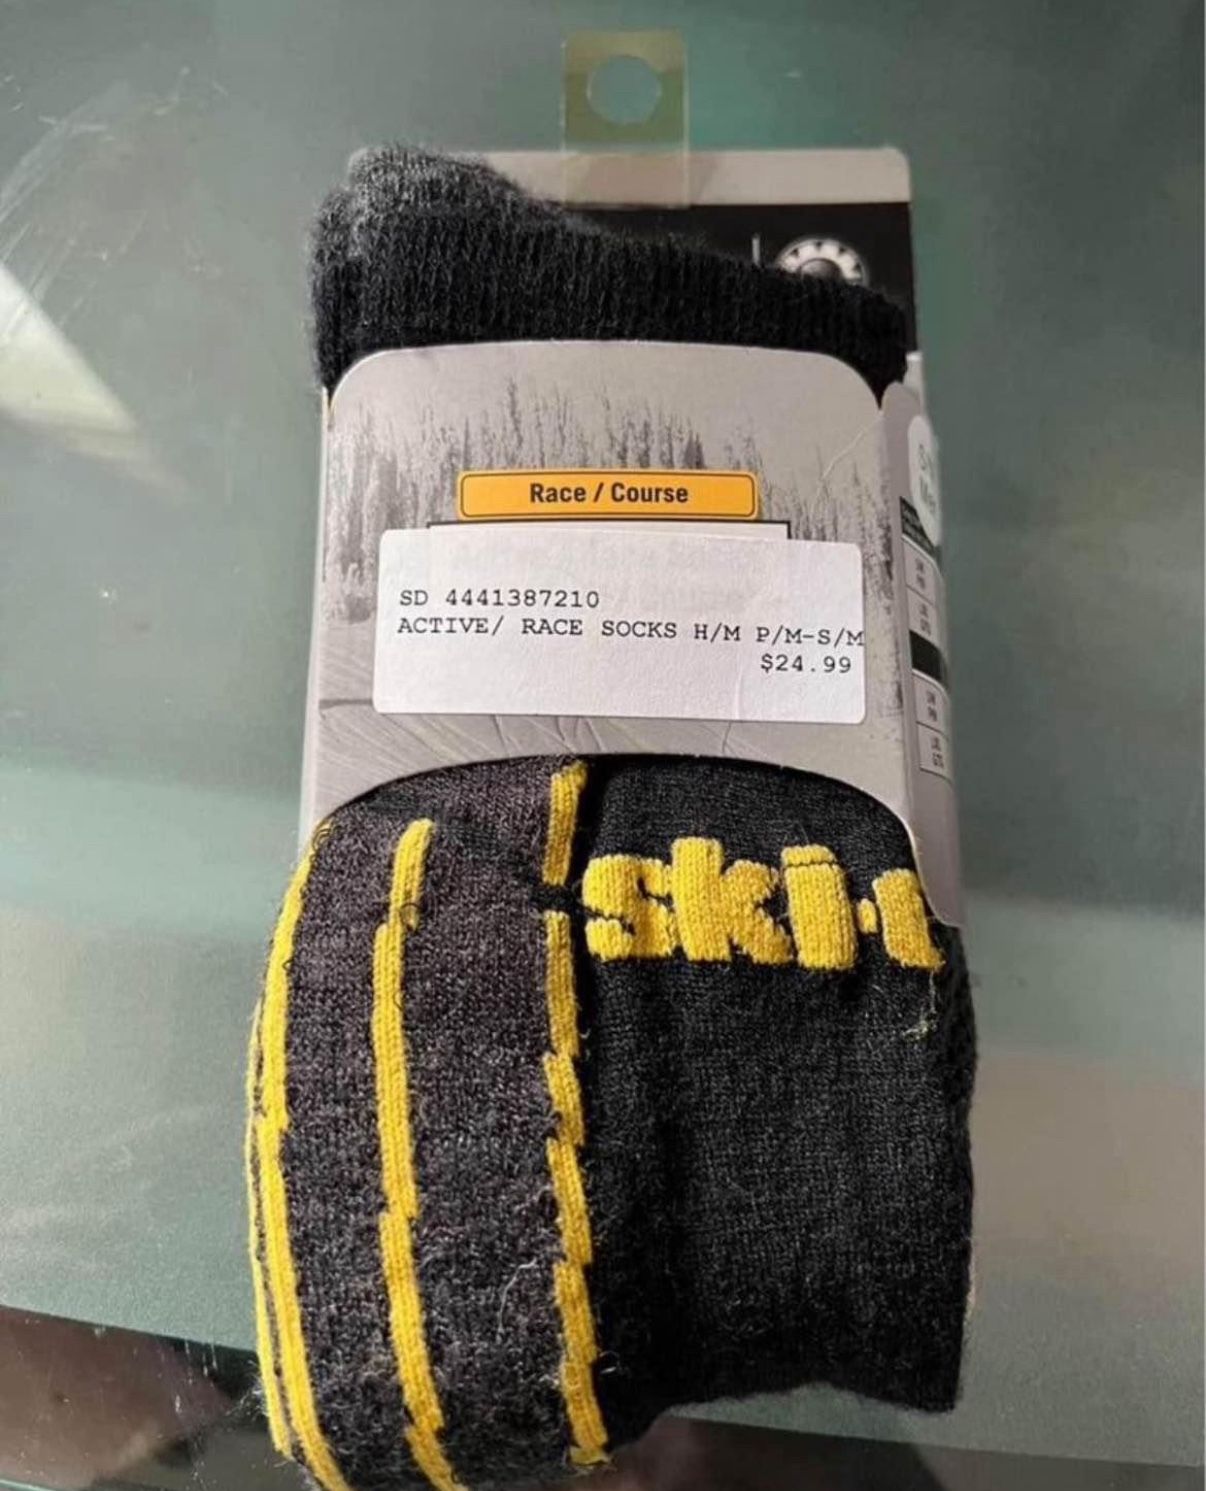 Race / Course
SD 4441387210
ACTIVE/ RACE SOCKS H/M P/M-S/M
$24.99
ski-